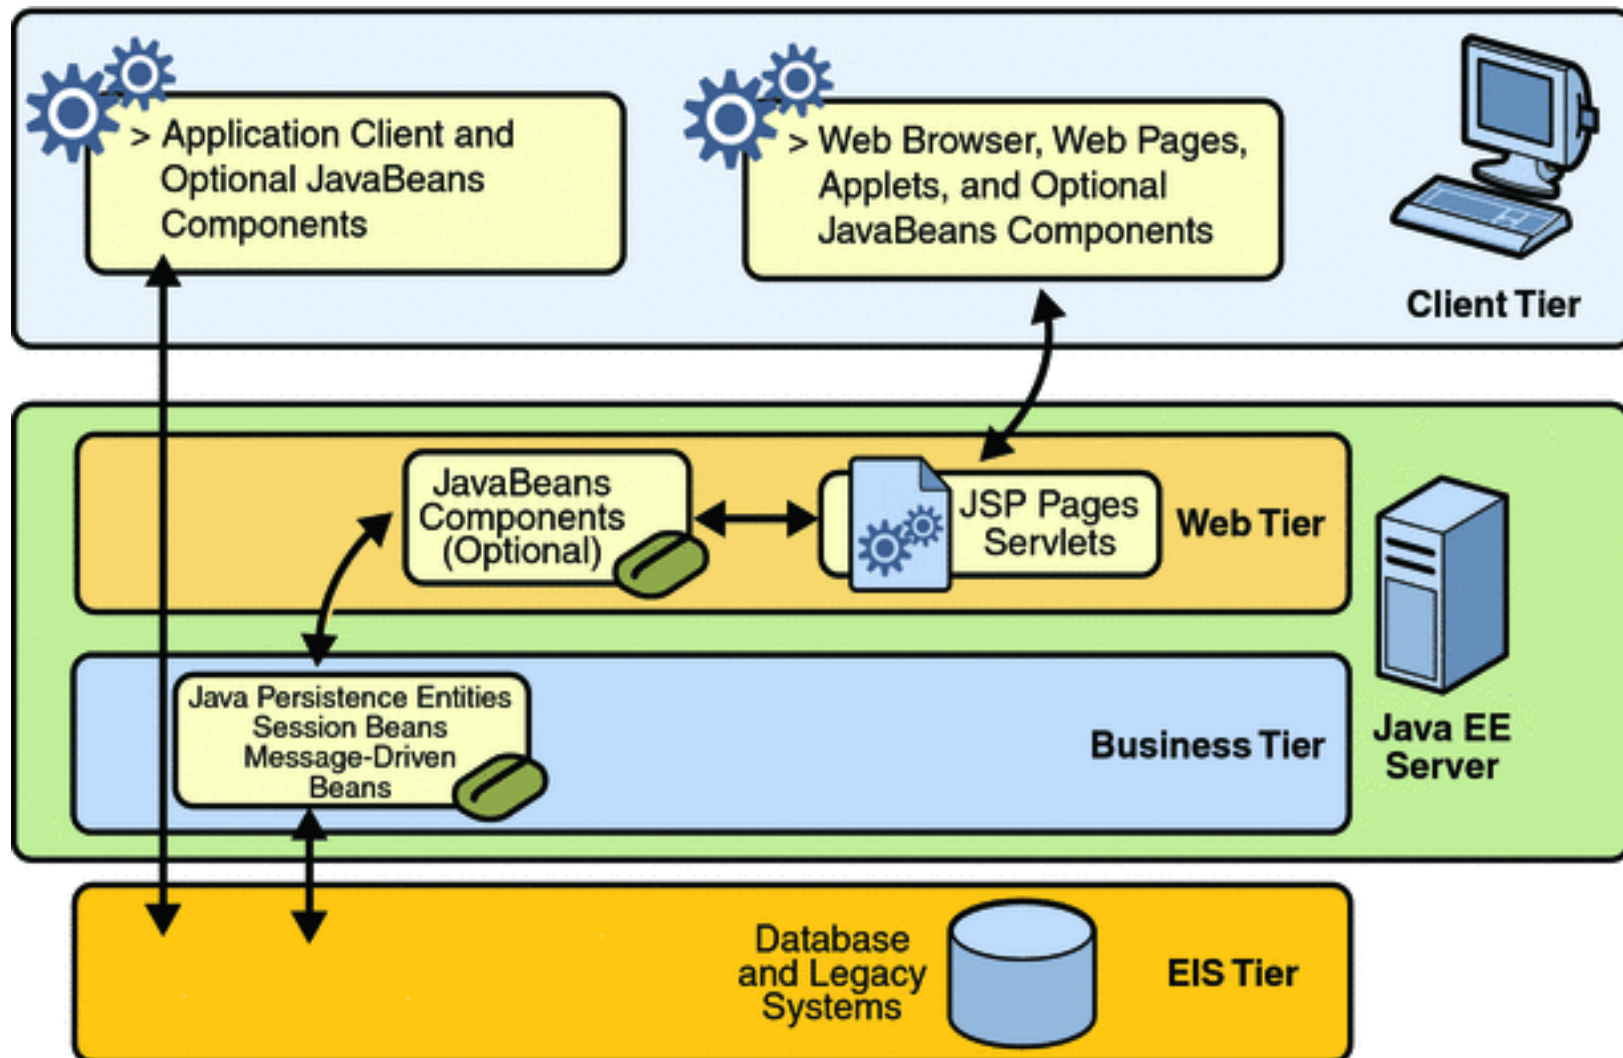 > Application Client and
Optional JavaBeans
Components
> Web Browser, Web Pages,
Applets, and Optional
JavaBeans Components
Client Tier
JavaBeans
Components
(Optional)
JSP Pages
Servlets
Web Tier
Java Persistence Entities
Session Beans
Message-Driven
Beans
Business Tier
Java EE
Server
Database
and Legacy
Systems
EIS Tier